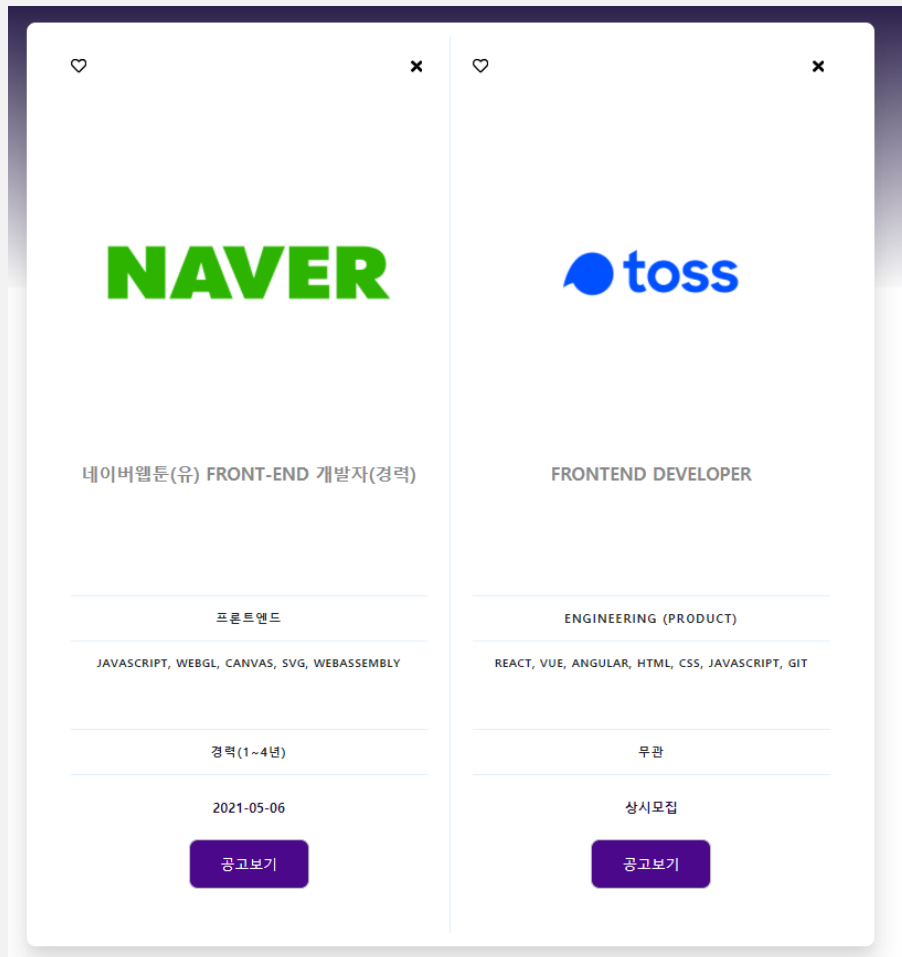 NAVER
네이버웹툰(유) FRONT-END 개발자(경력)
프론트엔드
JAVASCRIPT, WEBGL, CANVAS, SVG, WEBASSEMBLY
경력(1~4년)
2021-05-06
공고보기
toss
FRONTEND DEVELOPER
ENGINEERING (PRODUCT)
REACT, VUE, ANGULAR, HTML, CSS, JAVASCRIPT, GIT
무관
상시모집
공고보기